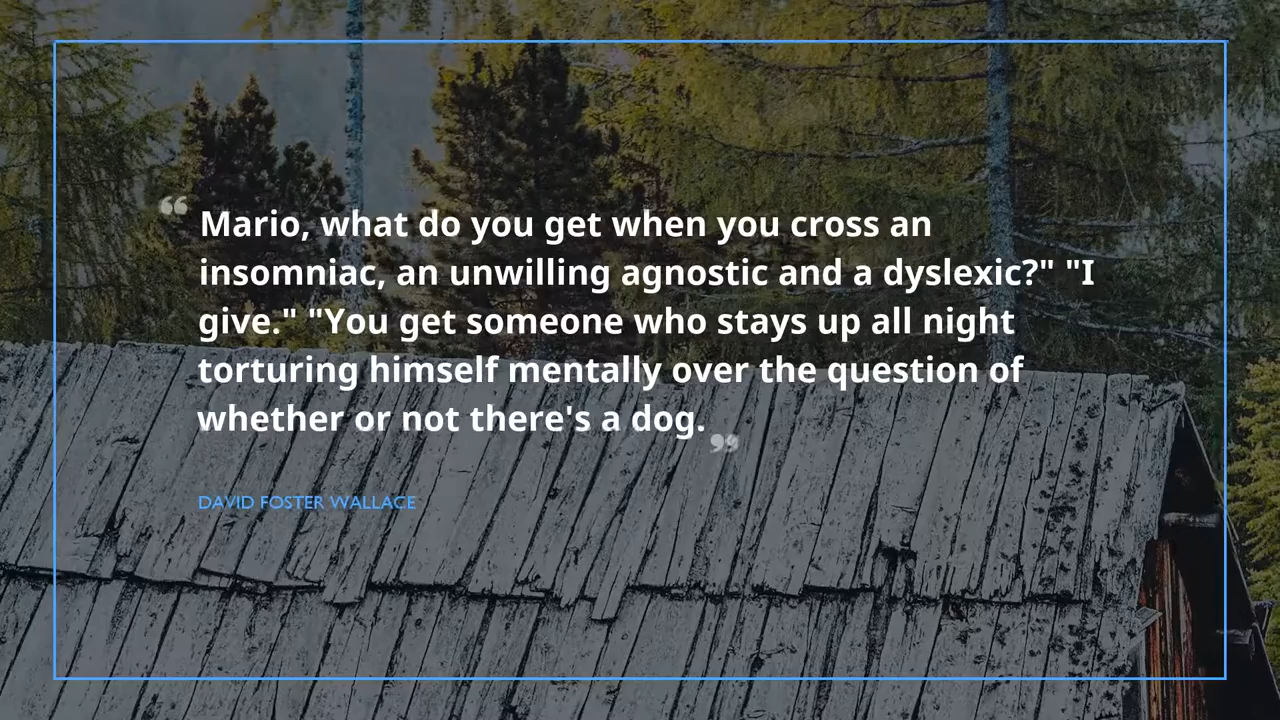 “ Mario, what do you get when you cross an
insomniac, an unwilling agnostic and a dyslexic?" "I
give." "You get someone who stays up all night
torturing himself mentally over the question of
whether or not there's a dog. ”
DAVID FOSTER WALLACE